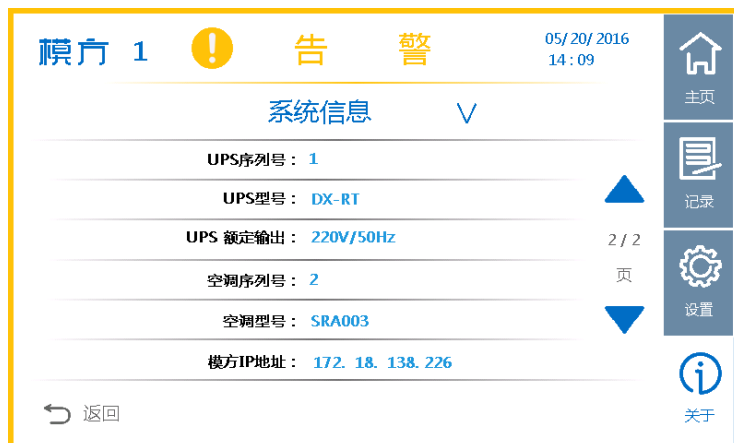 模方 1
告 警
05/20/2016
14:09
主页
系统信息
UPS序列号： 1
记录
UPS型号： DX-RT
UPS 额定输出： 220V/50Hz
2/2
页
空调序列号： 2
设置
空调型号： SRA003
模方IP地址： 172. 18. 138. 226
返回
关于